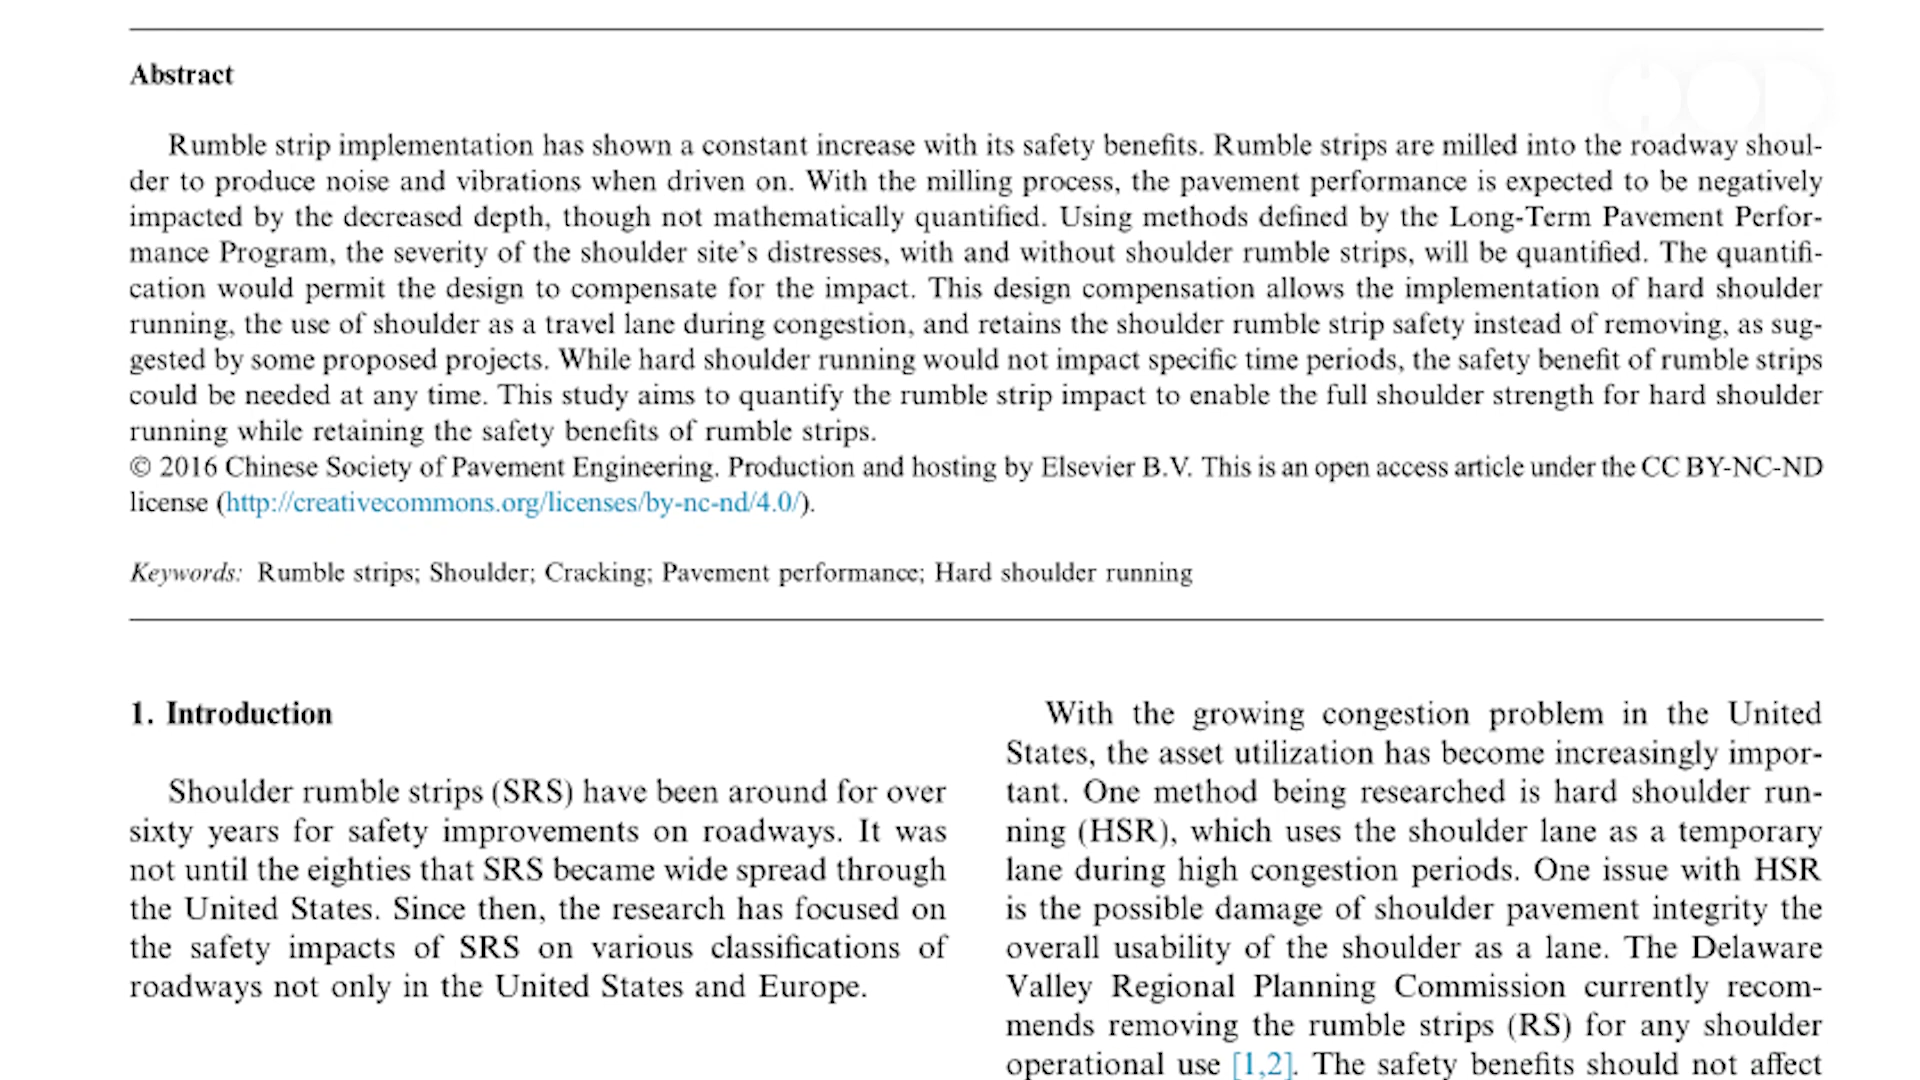 Abstract
Rumble strip implementation has shown a constant increase with its safety benefits. Rumble strips are milled into the roadway shoul-
der to produce noise and vibrations when driven on. With the milling process, the pavement performance is expected to be negatively
impacted by the decreased depth, though not mathematically quantified. Using methods defined by the Long-Term Pavement Perfor-
mance Program, the severity of the shoulder site's distresses, with and without shoulder rumble strips, will be quantified. The quantifi-
cation would permit the design to compensate for the impact. This design compensation allows the implementation of hard shoulder
running, the use of shoulder as a travel lane during congestion, and retains the shoulder rumble strip safety instead of removing, as sug-
gested by some proposed projects. While hard shoulder running would not impact specific time periods, the safety benefit of rumble strips
could be needed at any time. This study aims to quantify the rumble strip impact to enable the full shoulder strength for hard shoulder
running while retaining the safety benefits of rumble strips.
© 2016 Chinese Society of Pavement Engineering. Production and hosting by Elsevier B.V. This is an open access article under the CC BY-NC-ND
license (http://creativecommons.org/licenses/by-nc-nd/4.0/).
Keywords: Rumble strips; Shoulder; Cracking; Pavement performance; Hard shoulder running
1. Introduction
Shoulder rumble strips (SRS) have been around for over
sixty years for safety improvements on roadways. It was
not until the eighties that SRS became wide spread through
the United States. Since then, the research has focused on
the safety impacts of SRS on various classifications of
roadways not only in the United States and Europe.
With the growing congestion problem in the United
States, the asset utilization has become increasingly impor-
tant. One method being researched is hard shoulder run-
ning (HSR), which uses the shoulder lane as a temporary
lane during high congestion periods. One issue with HSR
is the possible damage of shoulder pavement integrity the
overall usability of the shoulder as a lane. The Delaware
Valley Regional Planning Commission currently recom-
mends removing the rumble strips (RS) for any shoulder
operational use [1,2]. The safety benefits should not affect